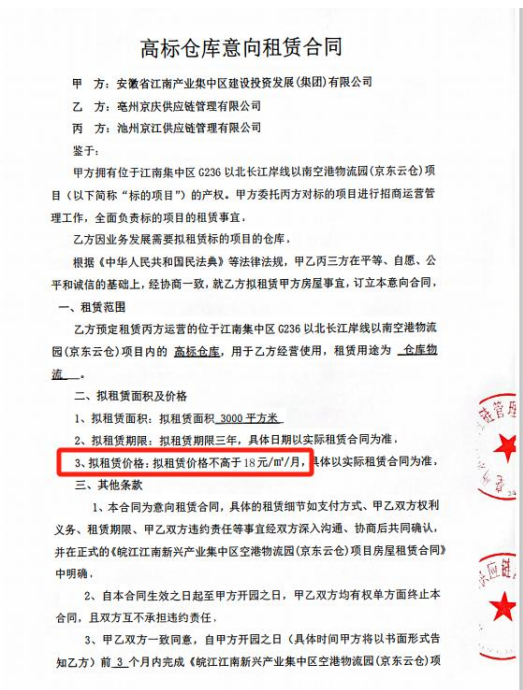 高标仓库意向租赁合同
甲 方：安徽省江南产业集中区建设投资发展(集团)有限公司
乙 方：亳州京庆供应链管理有限公司
丙 方：池州京江供应链管理有限公司
鉴于：
甲方拥有位于江南集中区 G236 以北长江岸线以南空港物流园(京东云仓)项
目（以下简称“标的项目”）的产权。甲方委托丙方对标的项目进行招商运营管
理工作，全面负责标的项目的租赁事宜。
乙方因业务发展需要拟租赁标的项目的仓库。
根据《中华人民共和国民法典》等法律法规，甲乙丙三方在平等、自愿、公
平和诚信的基础上，经协商一致，就乙方拟租赁甲方房屋事宜，订立本意向合同。
一、租赁范围
乙方预定租赁丙方运营的位于江南集中区 G236 以北长江岸线以南空港物流
园(京东云仓)项目内的 高标仓库，用于乙方经营使用，租赁用途为 仓库物
流 。
二、拟租赁面积及价格
1、拟租赁面积：拟租赁面积 3000 平方米
2、拟租赁期限：拟租赁期限三年，具体日期以实际租赁合同为准。
3、拟租赁价格：拟租赁价格不高于 18 元/㎡/月，具体以实际租赁合同为准。
三、其他条款
1、本合同为意向租赁合同，具体的租赁细节如支付方式、甲乙双方权利
义务、租赁期限、甲乙双方违约责任等事宜经双方深入沟通、协商后共同确认，
并在正式的《皖江江南新兴产业集中区空港物流园(京东云仓)项目房屋租赁合同》
中明确。
2、自本合同生效之日起至甲方开园之日，甲乙双方均有权单方面终止本
合同，且双方互不承担违约责任。
3、甲乙双方一致同意，自甲方开园之日（具体时间甲方将以书面形式告
知乙方）前 3 个月内完成《皖江江南新兴产业集中区空港物流园(京东云仓)项
链管理
应链